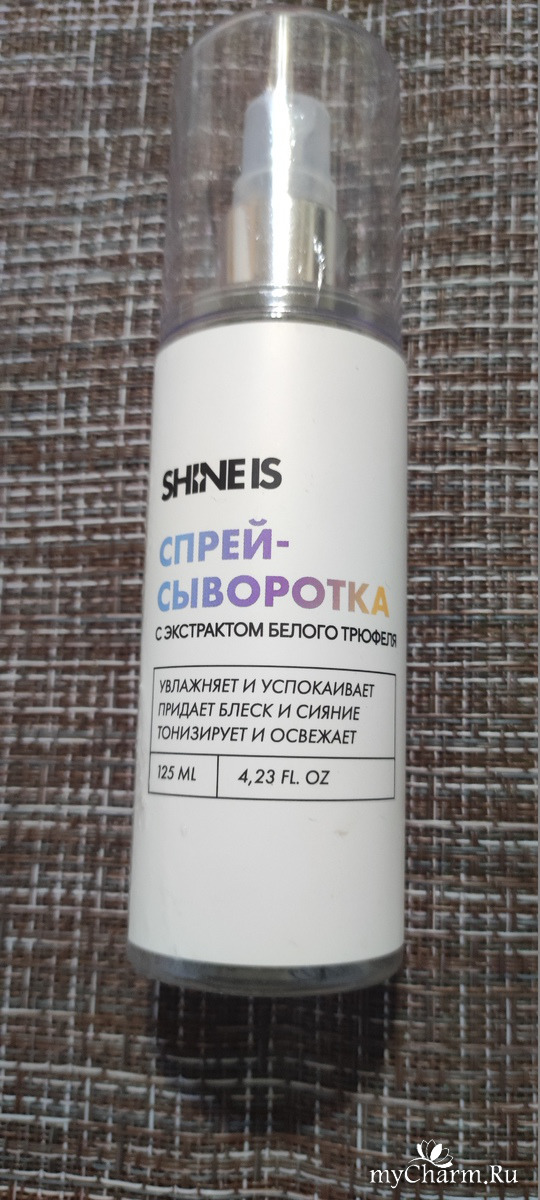 SHINE IS
СПРЕЙ-
СЫВОРОТКА
С ЭКСТРАКТОМ БЕЛОГО ТРЮФЕЛЯ
УВЛАЖНЯЕТ И УСПОКАИВАЕТ
ПРИДАЕТ БЛЕСК И СИЯНИЕ
ТОНИЗИРУЕТ И ОСВЕЖАЕТ
125 ML 4,23 FL. OZ
myCharm.Ru